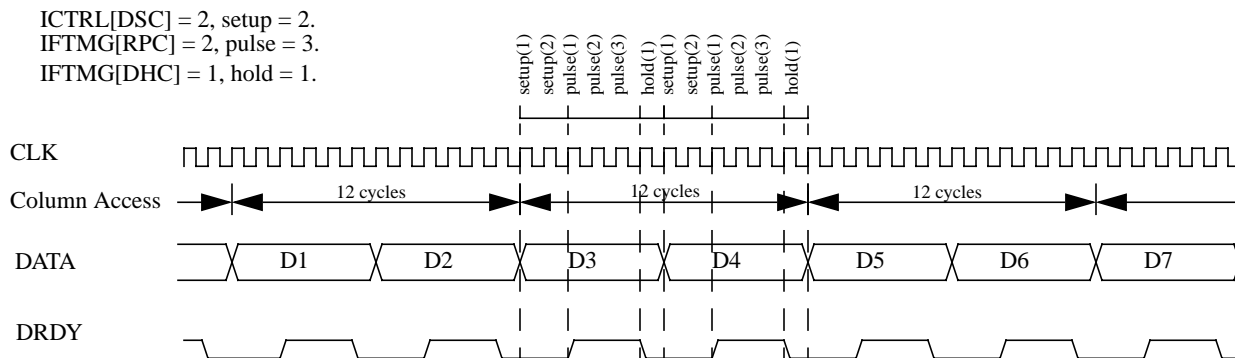 ICTRL[DSC] = 2, setup = 2.
IFTMG[RPC] = 2, pulse = 3.
IFTMG[DHC] = 1, hold = 1.
setup(1)
setup(2)
pulse(1)
pulse(2)
pulse(3)
hold(1)
setup(1)
setup(2)
pulse(1)
pulse(2)
pulse(3)
hold(1)
CLK
Column Access 12 cycles 12 cycles 12 cycles
DATA D1 D2 D3 D4 D5 D6 D7
DRDY